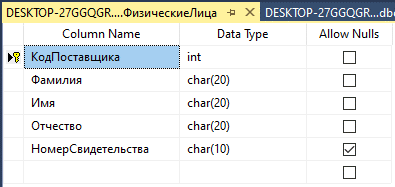 DESKTOP-27GGQGR....ФизическиеЛица DESKTOP-27GGQGR...dbo
Column Name Data Type Allow Nulls
КодПоставщика int
Фамилия char(20)
Имя char(20)
Отчество char(20)
НомерСвидетельства char(10)